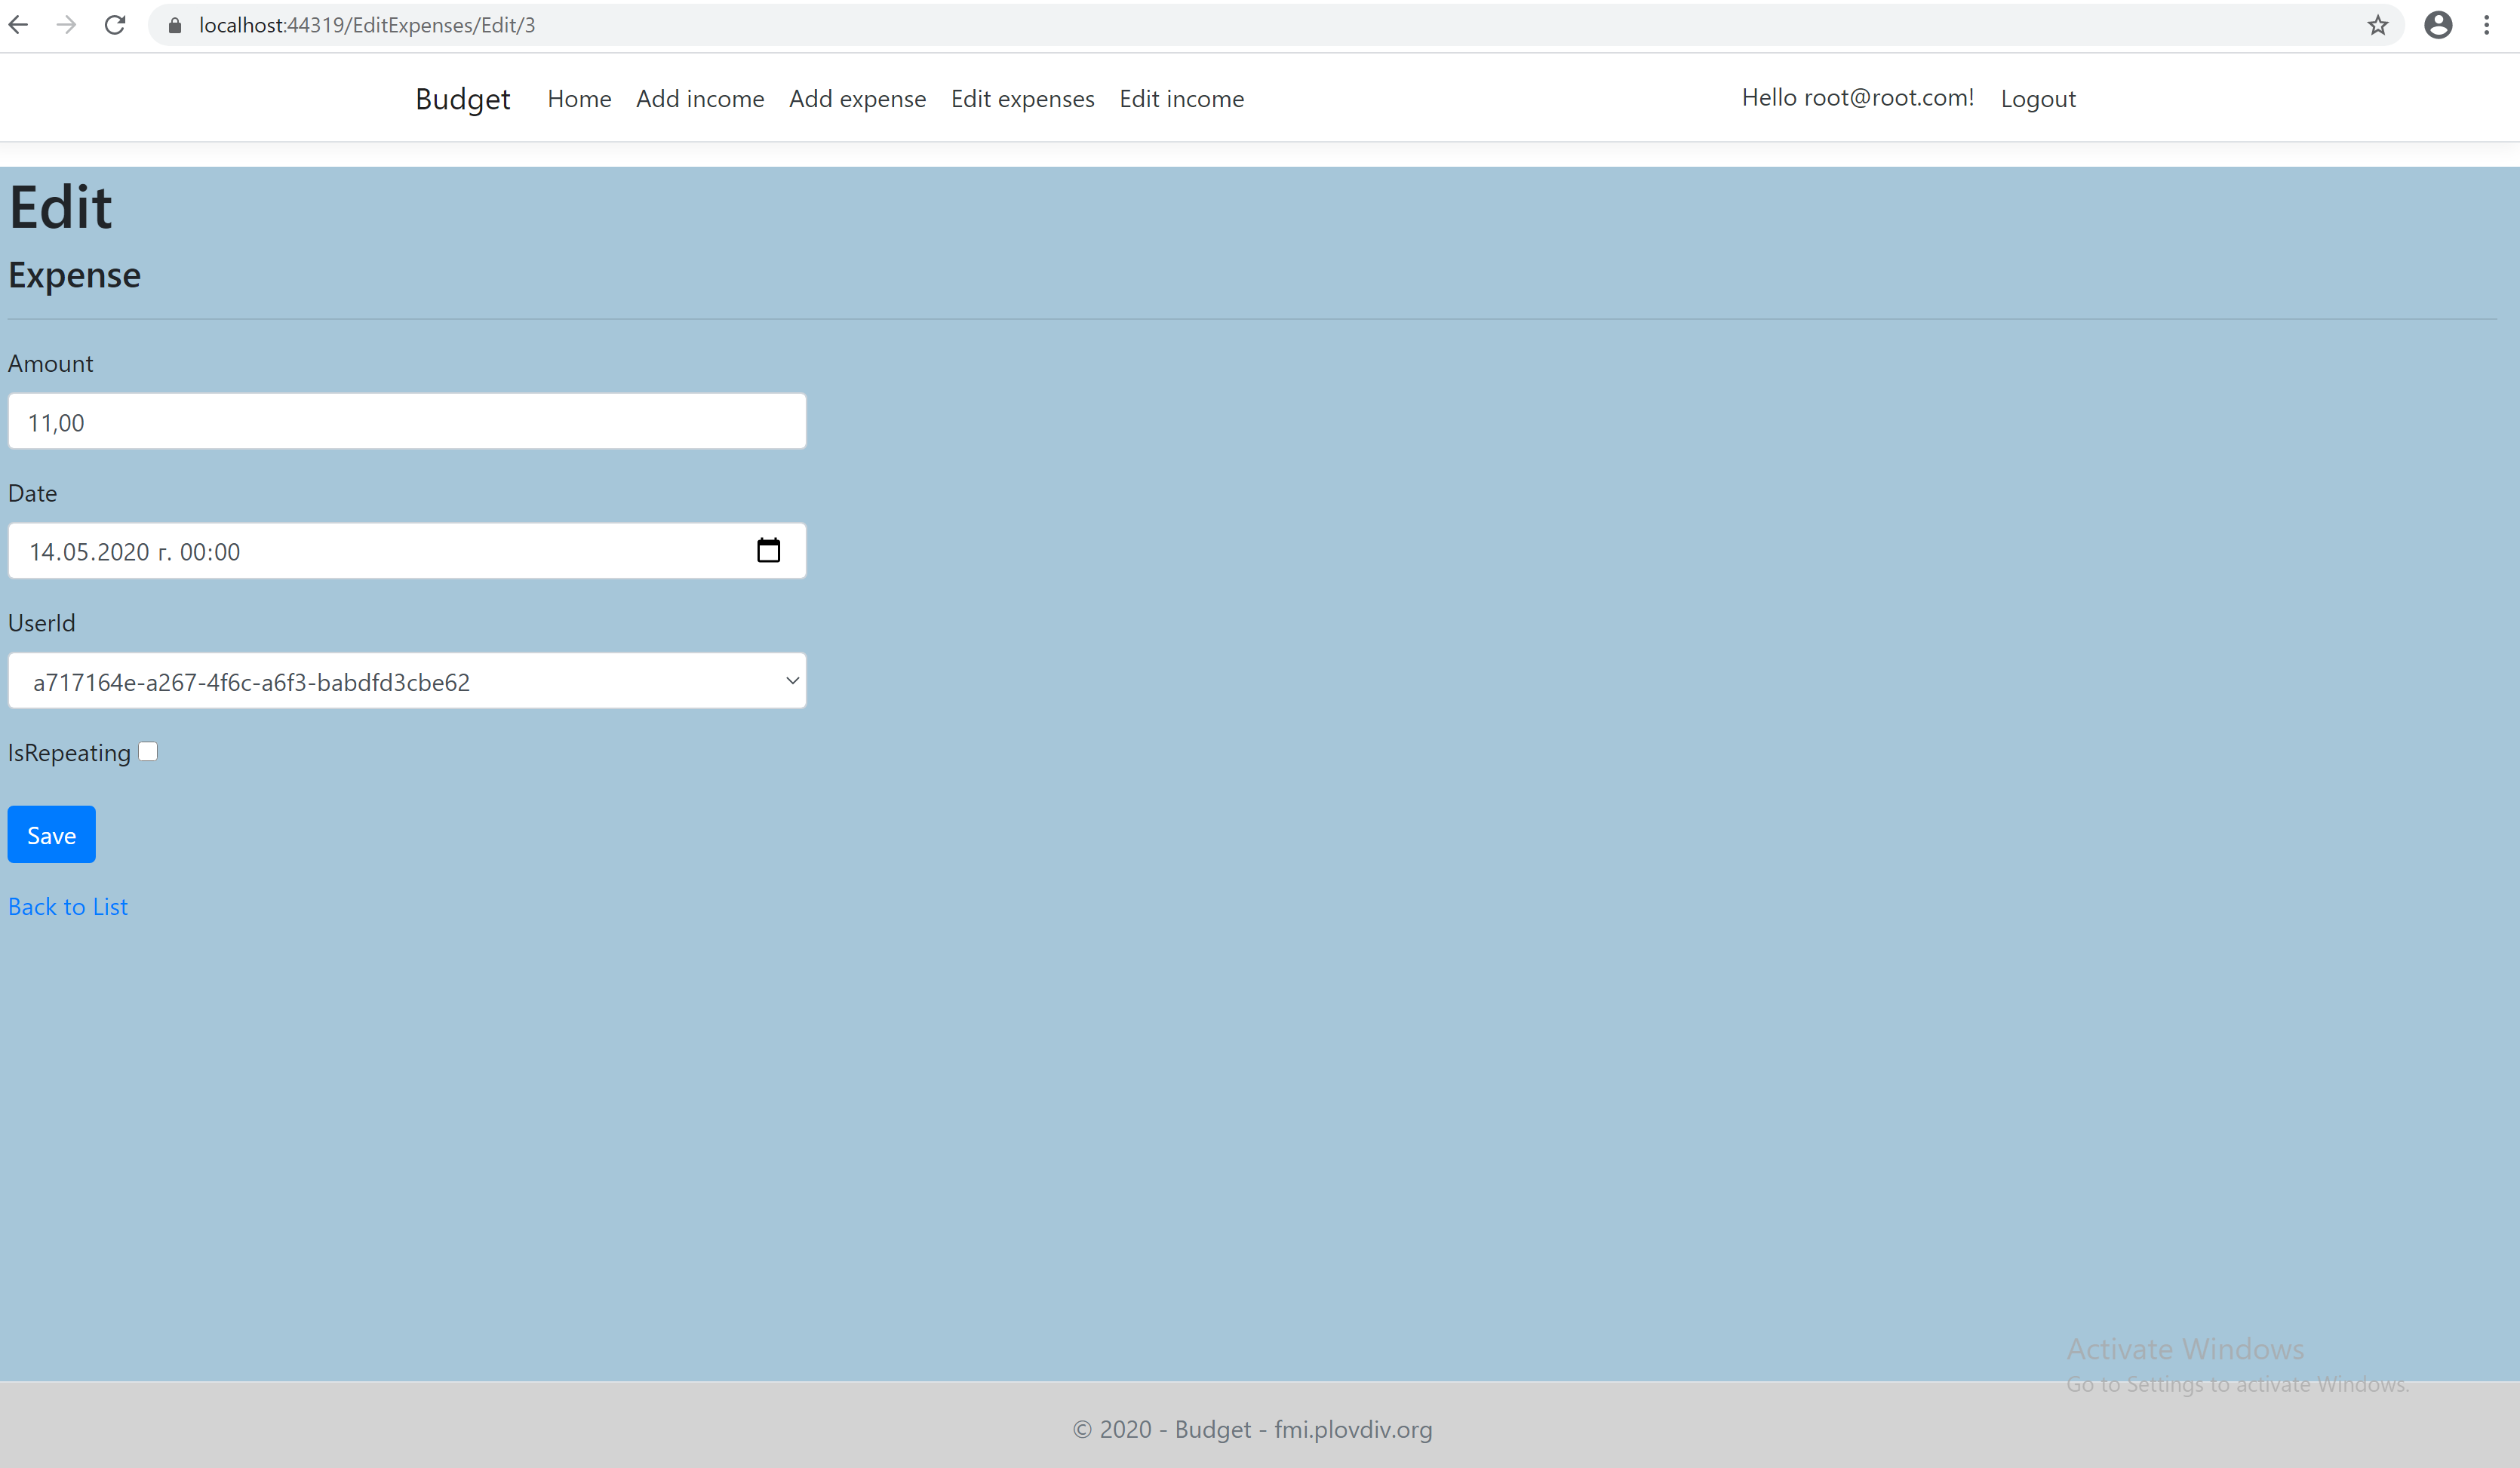 localhost:44319/EditExpenses/Edit/3
Budget Home Add income Add expense Edit expenses Edit income Hello root@root.com! Logout
Edit
Expense
Amount
11,00
Date
14.05.2020 г. 00:00
UserId
a717164e-a267-4f6c-a6f3-babdfd3cbe62
IsRepeating
Save
Back to List
Activate Windows
Go to Settings to activate Windows.
© 2020 - Budget - fmi.plovdiv.org